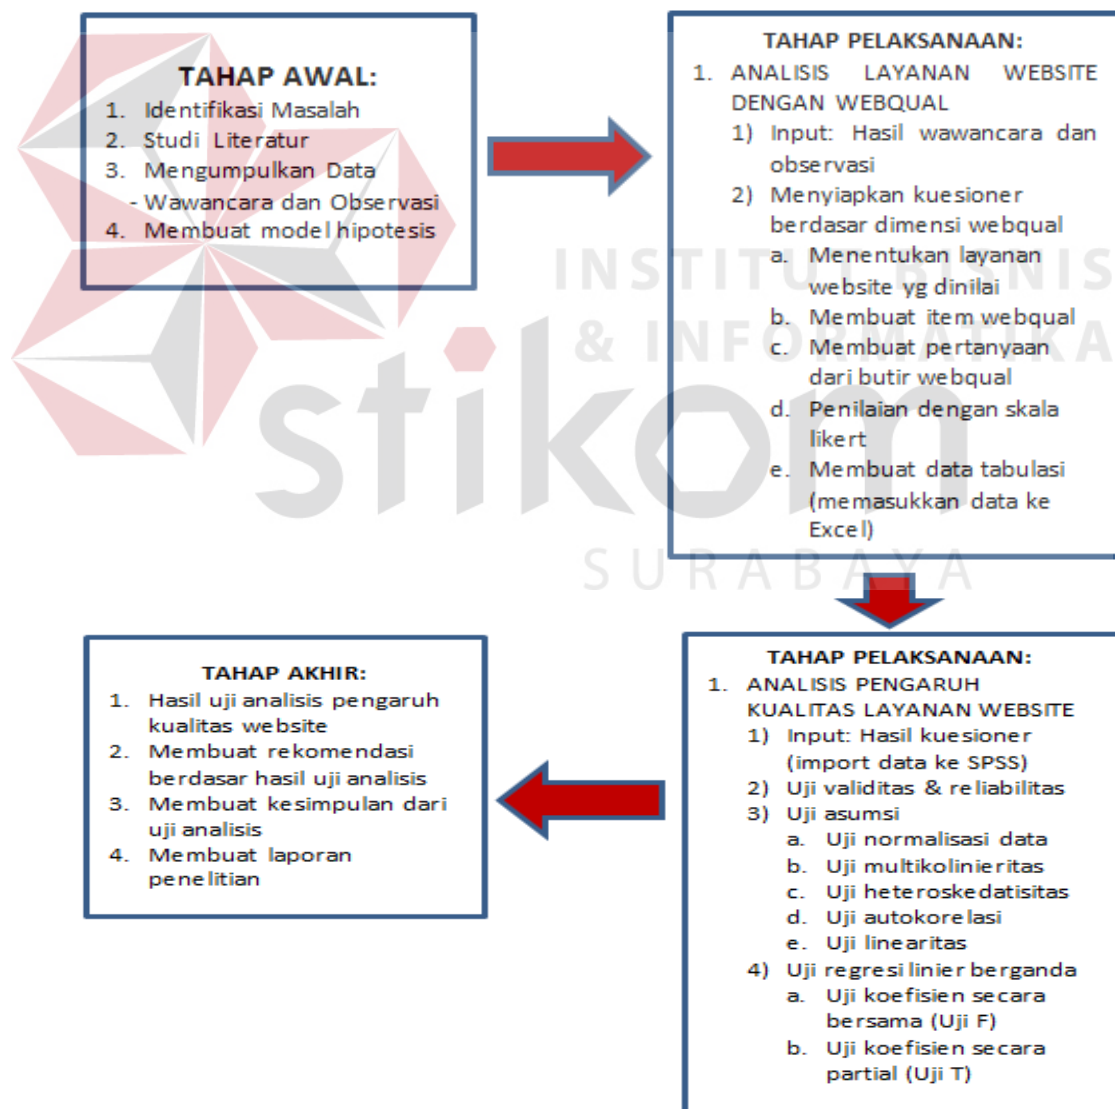 TAHAP AWAL:
1. Identifikasi Masalah
2. Studi Literatur
3. Mengumpulkan Data
- Wawancara dan Observasi
4. Membuat model hipotesis
TAHAP PELAKSANAAN:
1. ANALISIS LAYANAN WEBSITE
DENGAN WEBQUAL
1) Input: Hasil wawancara dan
observasi
2) Menyiapkan kuesioner
berdasar dimensi webqual
a. Menentukan layanan
website yg dinilai
b. Membuat item webqual
c. Membuat pertanyaan
dari butir webqual
d. Penilaian dengan skala
likert
e. Membuat data tabulasi
(memasukkan data ke
Excel)
TAHAP PELAKSANAAN:
1. ANALISIS PENGARUH
KUALITAS LAYANAN WEBSITE
1) Input: Hasil kuesioner
(import data ke SPSS)
2) Uji validitas & reliabilitas
3) Uji asumsi
a. Uji normalisasi data
b. Uji multikolinieritas
c. Uji heteroskedatisitas
d. Uji autokorelasi
e. Uji linearitas
4) Uji regresi linier berganda
a. Uji koefisien secara
bersama (Uji F)
b. Uji koefisien secara
partial (Uji T)
TAHAP AKHIR:
1. Hasil uji analisis pengaruh
kualitas website
2. Membuat rekomendasi
berdasar hasil uji analisis
3. Membuat kesimpulan dari
uji analisis
4. Membuat laporan
penelitian
INSTITUT BISNIS
& INFORMATIKA
stikom
SURABAYA